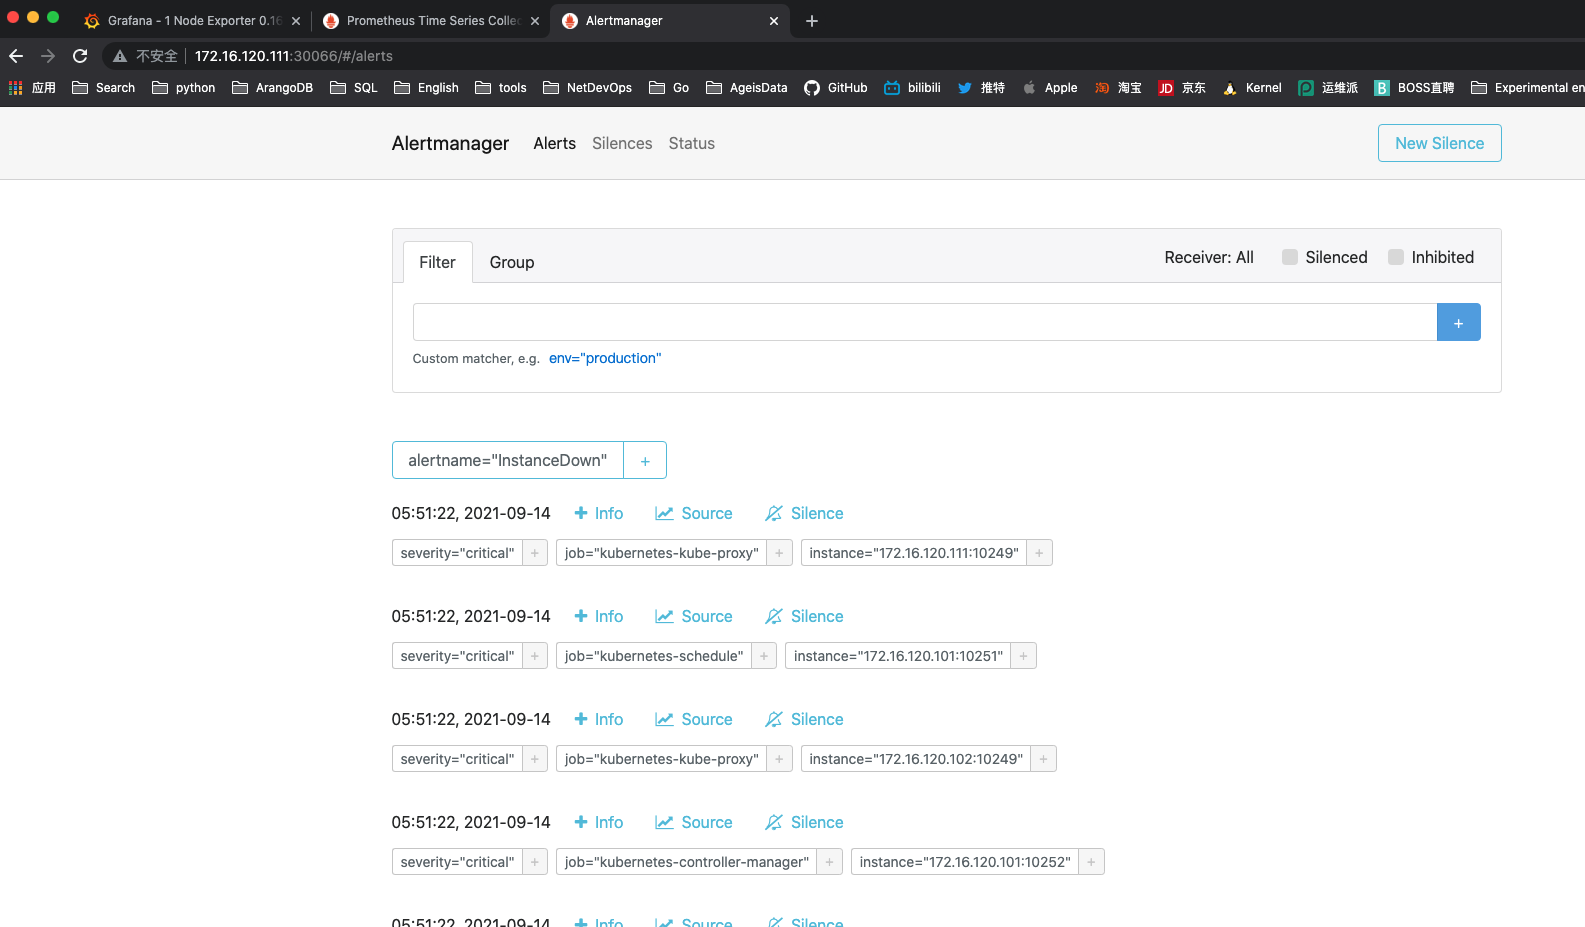 Grafana - 1 Node Exporter 0.16
Prometheus Time Series Collec
Alertmanager
不安全 172.16.120.111:30066/#/alerts
应用 Search python ArangoDB SQL English tools NetDevOps Go AgeisData GitHub bilibili 推特 Apple 淘宝 京东 Kernel 运维派 BOSS直聘 Experimental en
Alertmanager Alerts Silences Status New Silence
Filter Group Receiver: All Silenced Inhibited
+
Custom matcher, e.g. env="production"
alertname="InstanceDown" +
05:51:22, 2021-09-14 + Info Source Silence
severity="critical" + job="kubernetes-kube-proxy" + instance="172.16.120.111:10249" +
05:51:22, 2021-09-14 + Info Source Silence
severity="critical" + job="kubernetes-schedule" + instance="172.16.120.101:10251" +
05:51:22, 2021-09-14 + Info Source Silence
severity="critical" + job="kubernetes-kube-proxy" + instance="172.16.120.102:10249" +
05:51:22, 2021-09-14 + Info Source Silence
severity="critical" + job="kubernetes-controller-manager" + instance="172.16.120.101:10252" +
05:51:22, 2021-09-14 + Info Source Silence